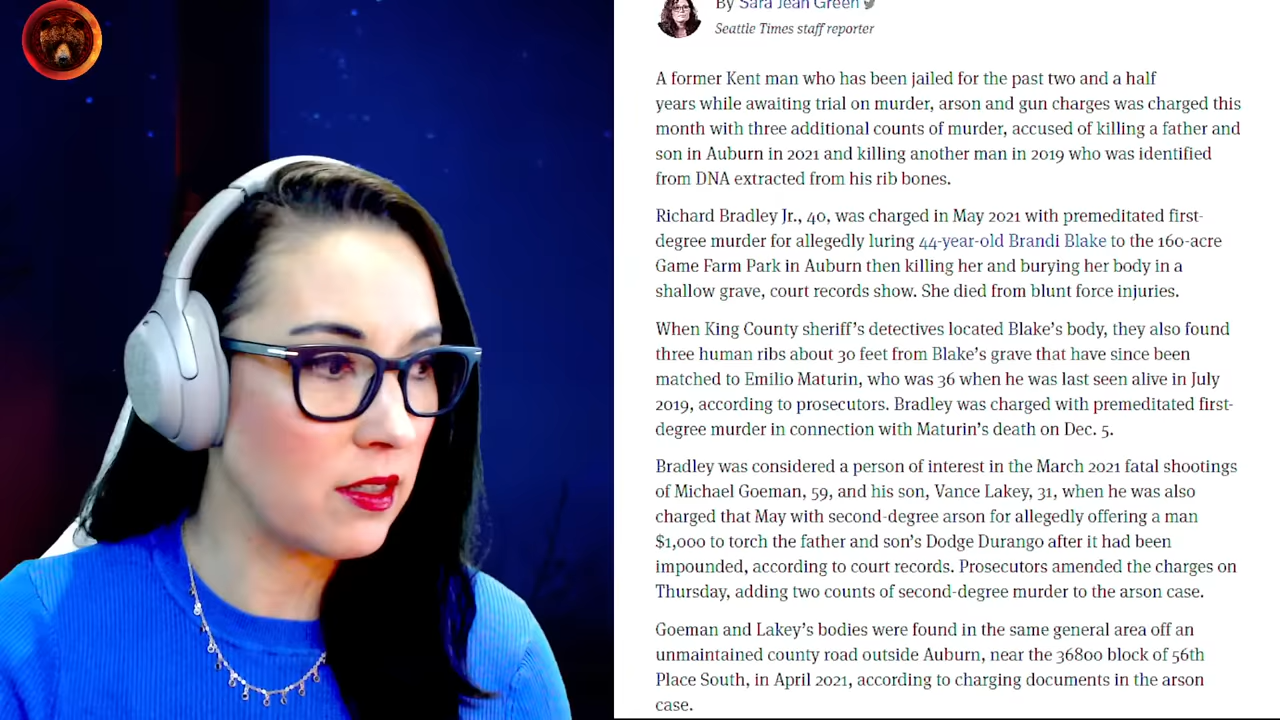 By Sara Jean Green
Seattle Times staff reporter
A former Kent man who has been jailed for the past two and a half
years while awaiting trial on murder, arson and gun charges was charged this
month with three additional counts of murder, accused of killing a father and
son in Auburn in 2021 and killing another man in 2019 who was identified
from DNA extracted from his rib bones.
Richard Bradley Jr., 40, was charged in May 2021 with premeditated first-
degree murder for allegedly luring 44-year-old Brandi Blake to the 160-acre
Game Farm Park in Auburn then killing her and burying her body in a
shallow grave, court records show. She died from blunt force injuries.
When King County sheriff's detectives located Blake's body, they also found
three human ribs about 30 feet from Blake's grave that have since been
matched to Emilio Maturin, who was 36 when he was last seen alive in July
2019, according to prosecutors. Bradley was charged with premeditated first-
degree murder in connection with Maturin's death on Dec. 5.
Bradley was considered a person of interest in the March 2021 fatal shootings
of Michael Goeman, 59, and his son, Vance Lakey, 31, when he was also
charged that May with second-degree arson for allegedly offering a man
$1,000 to torch the father and son's Dodge Durango after it had been
impounded, according to court records. Prosecutors amended the charges on
Thursday, adding two counts of second-degree murder to the arson case.
Goeman and Lakey's bodies were found in the same general area off an
unmaintained county road outside Auburn, near the 36800 block of 56th
Place South, in April 2021, according to charging documents in the arson
case.